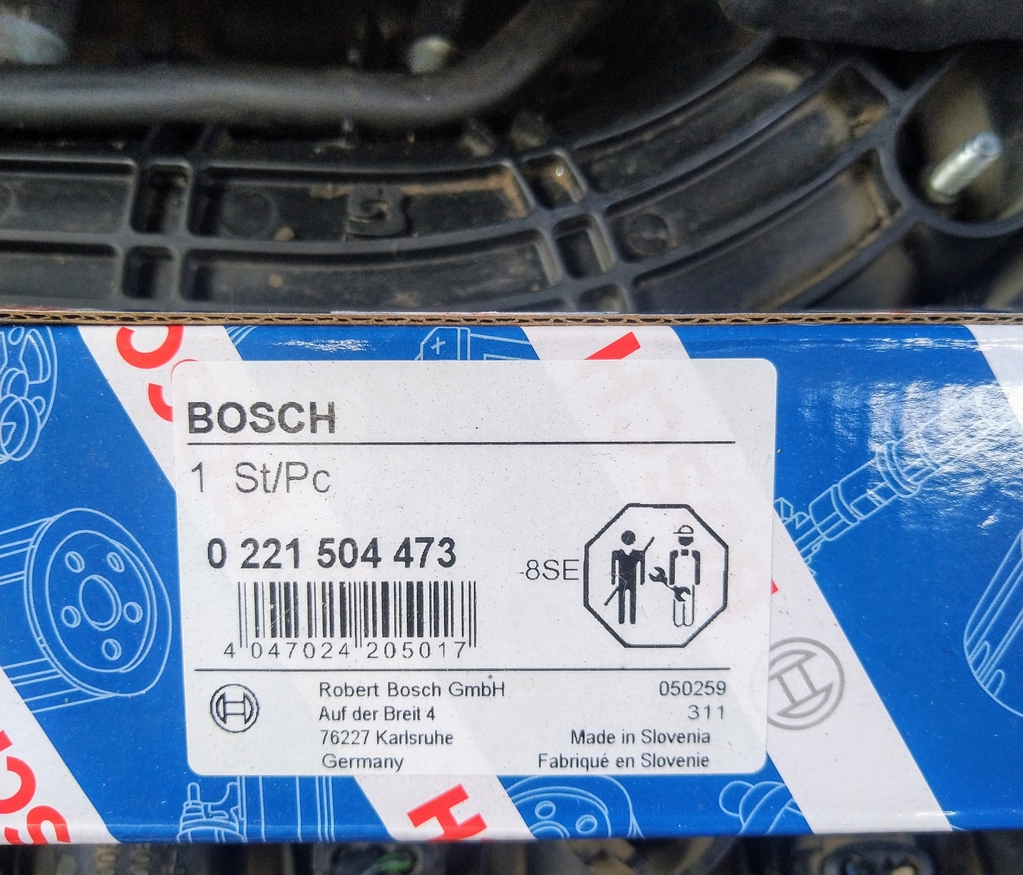 BOSCH
1 St/Pc
0 221 504 473
-8SE
4 047024 205017
Robert Bosch GmbH
Auf der Breit 4
76227 Karlsruhe
Germany
050259
311
Made in Slovenia
Fabriqué en Slovenie